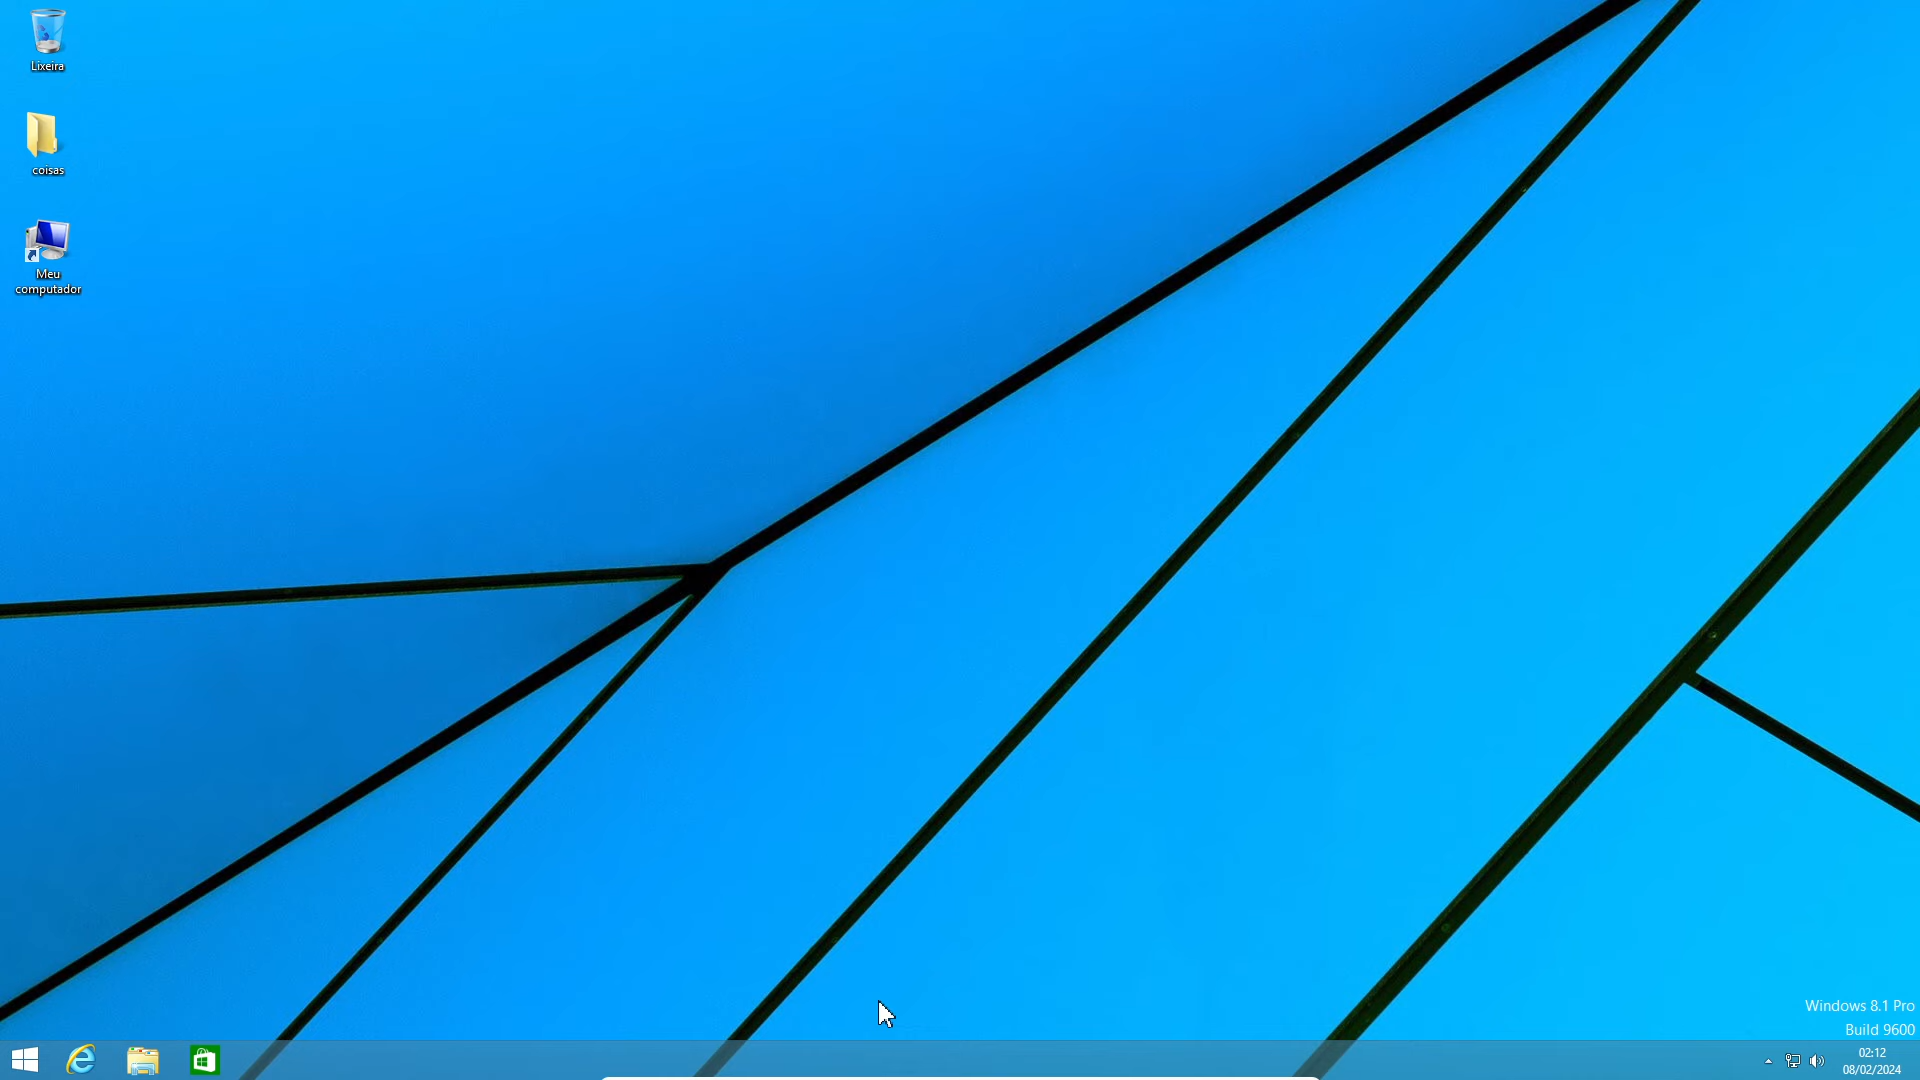 Lixeira
coisas
Meu
computador
Windows 8.1 Pro
Build 9600
02:12
08/02/2024